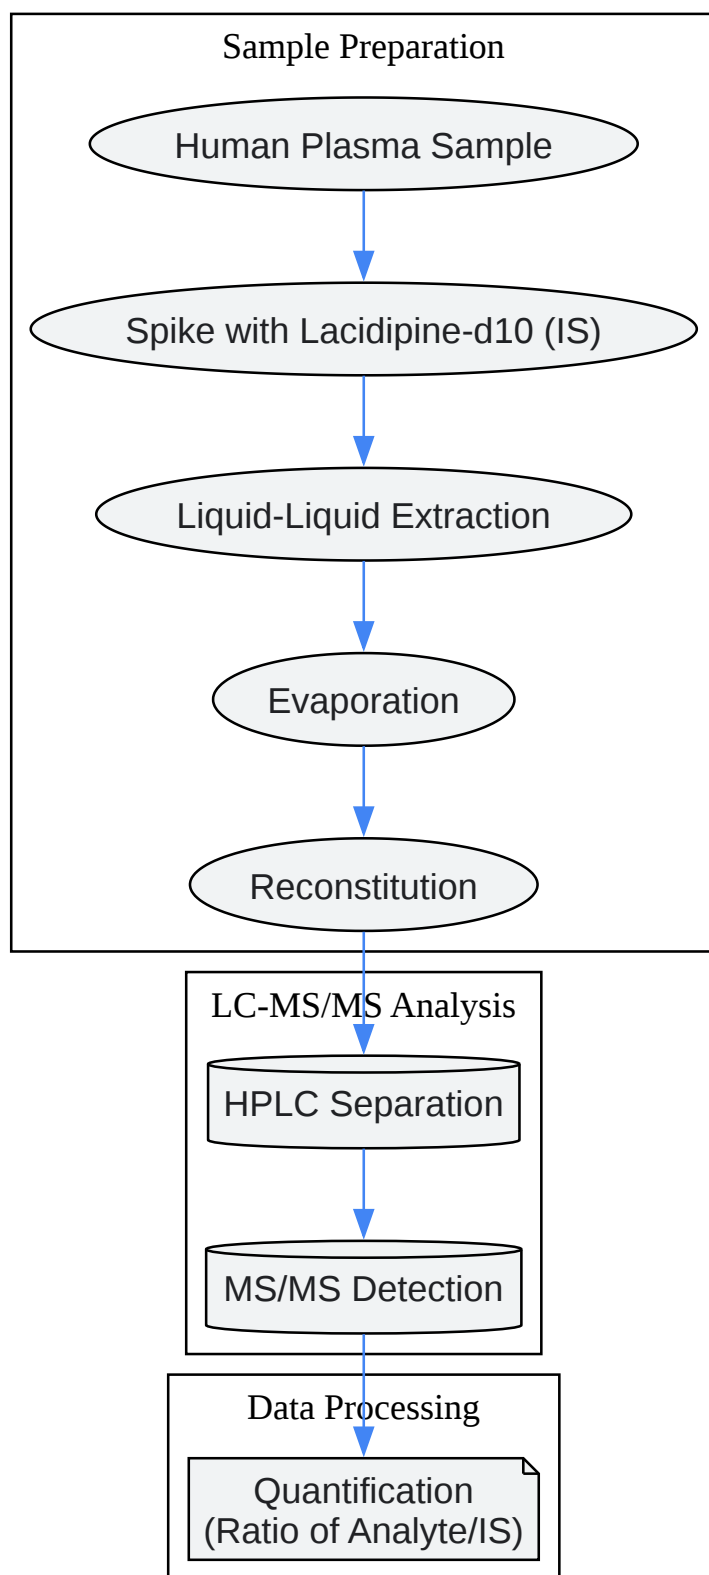 Sample Preparation
Human Plasma Sample
Spike with Lacidipine-d10 (IS)
Liquid-Liquid Extraction
Evaporation
Reconstitution
LC-MS/MS Analysis
HPLC Separation
MS/MS Detection
Data Processing
Quantification
(Ratio of Analyte/IS)